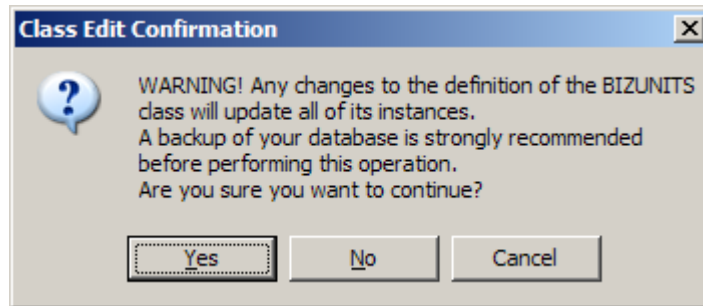 Class Edit Confirmation
WARNING! Any changes to the definition of the BIZUNITS
class will update all of its instances.
A backup of your database is strongly recommended
before performing this operation.
Are you sure you want to continue?
Yes
No
Cancel